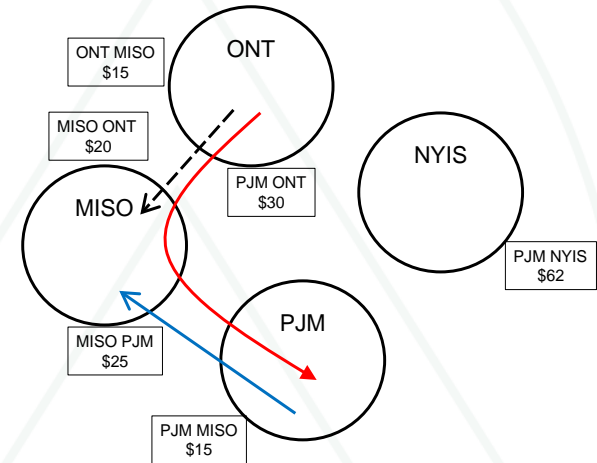 ONT MISO
$15
ONT
MISO ONT
$20
NYIS
PJM ONT
$30
MISO
PJM NYIS
$62
PJM
MISO PJM
$25
PJM MISO
$15